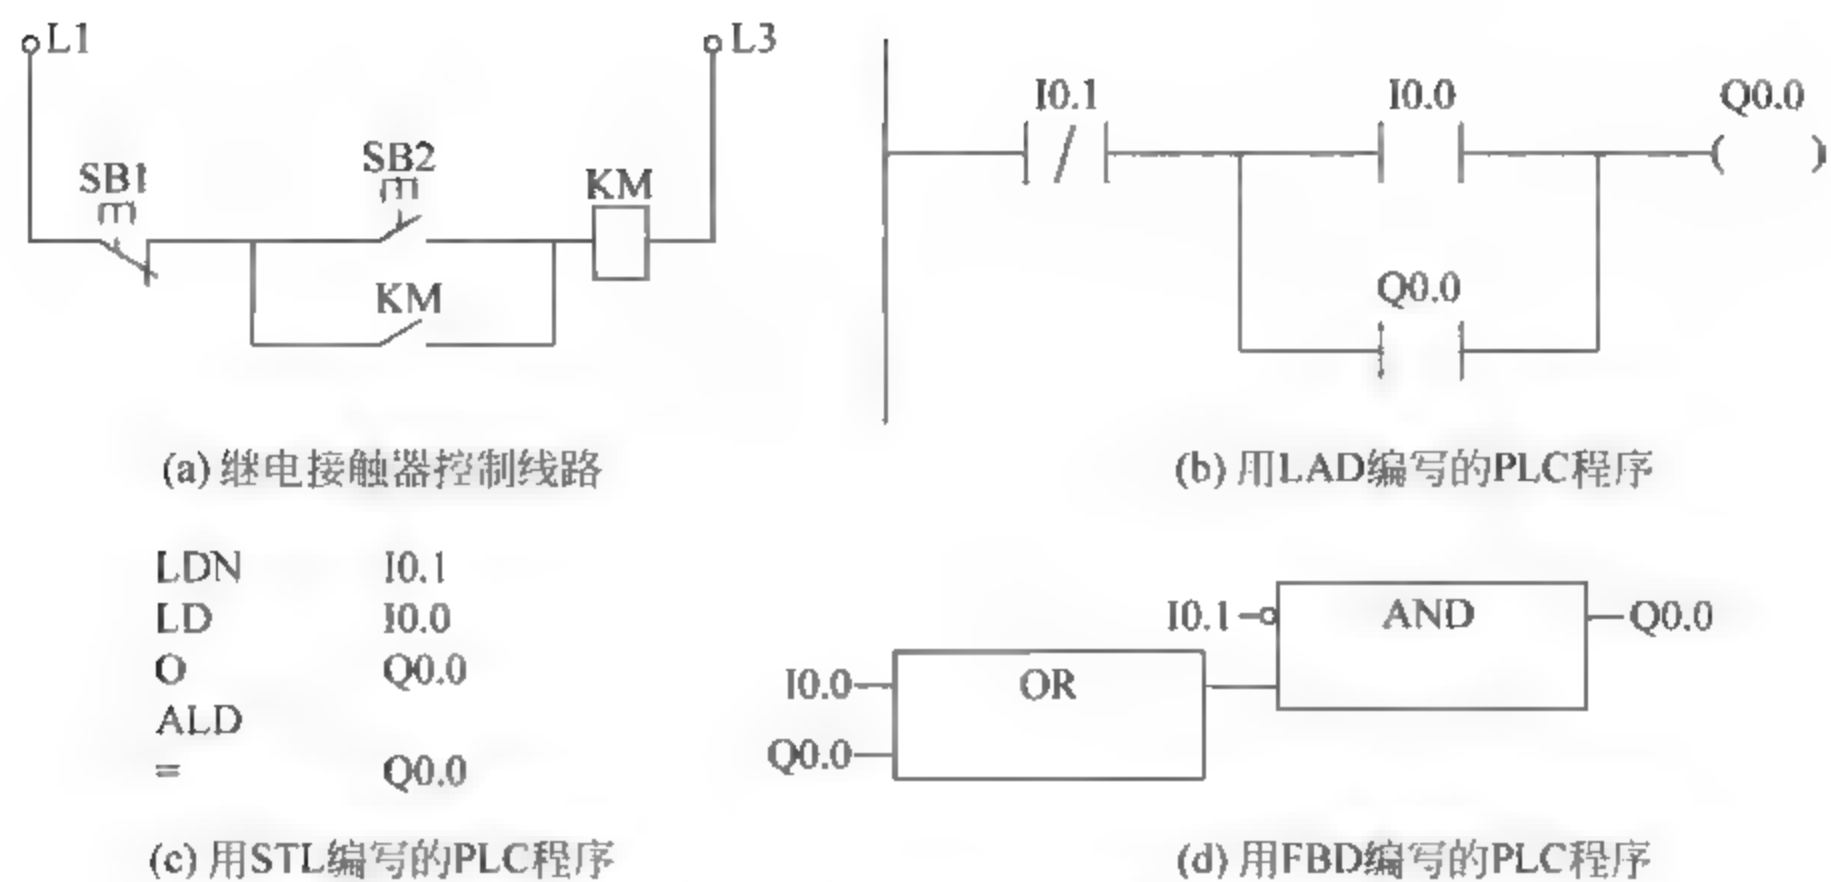 L1
L3
SB1
SB2
KM
KM
(a) 继电接触器控制线路
I0.1
I0.0
Q0.0
Q0.0
(b) 用LAD编写的PLC程序
LDN I0.1
LD I0.0
O Q0.0
ALD
= Q0.0
(c) 用STL编写的PLC程序
I0.1
AND
Q0.0
I0.0
OR
Q0.0
(d) 用FBD编写的PLC程序